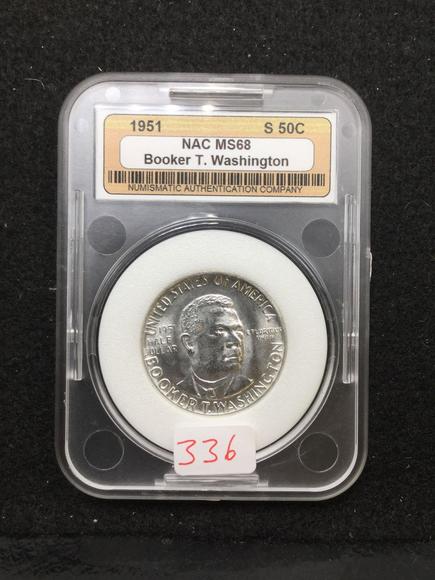 1951 S 50C
NAC MS68
Booker T. Washington
NUMISMATIC AUTHENTICATION COMPANY
UNITED STATES OF AMERICA
1951
HALF
DOLLAR
E PLURIBUS
UNUM
BOOKER T. WASHINGTON
336